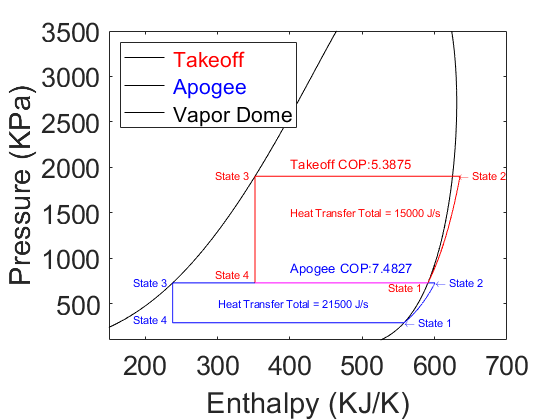 3500
3000
2500
2000
1500
1000
500
Pressure (KPa)
Takeoff
Apogee
Vapor Dome
Takeoff COP:5.3875
State 3
← State 2
Heat Transfer Total = 15000 J/s
Apogee COP:7.4827
State 4
State 3
State 1
← State 2
Heat Transfer Total = 21500 J/s
State 4
← State 1
200
300
400
500
600
700
Enthalpy (KJ/K)